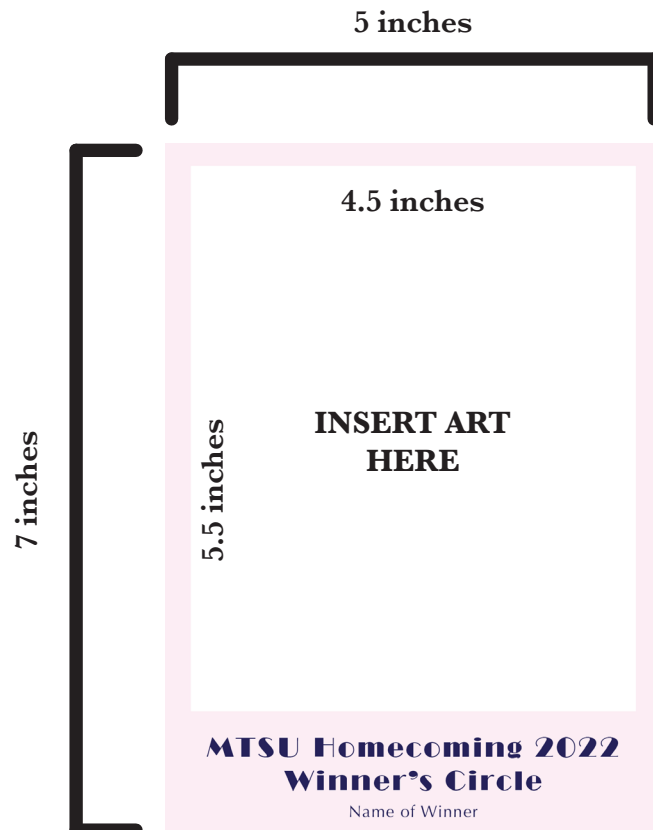 5 inches
4.5 inches
7 inches
5.5 inches
INSERT ART
HERE
MTSU Homecoming 2022
Winner's Circle
Name of Winner